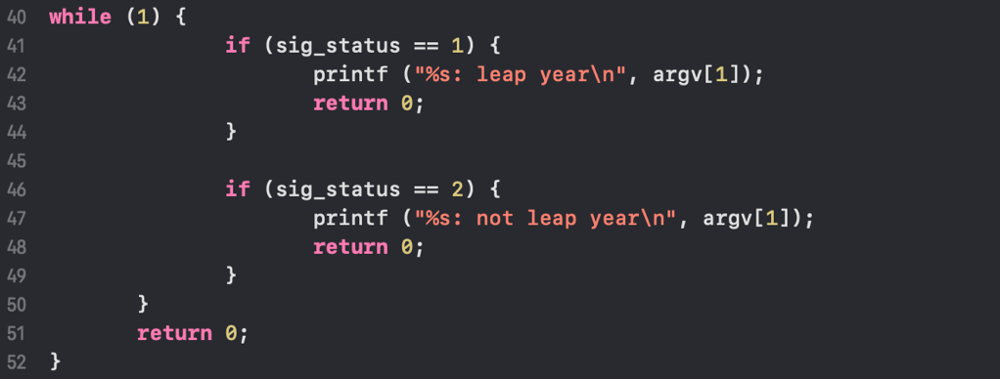 40 while (1) {
41 if (sig_status == 1) {
42 printf ("%s: leap year\n", argv[1]);
43 return 0;
44 }
45
46 if (sig_status == 2) {
47 printf ("%s: not leap year\n", argv[1]);
48 return 0;
49 }
50 }
51 return 0;
52 }